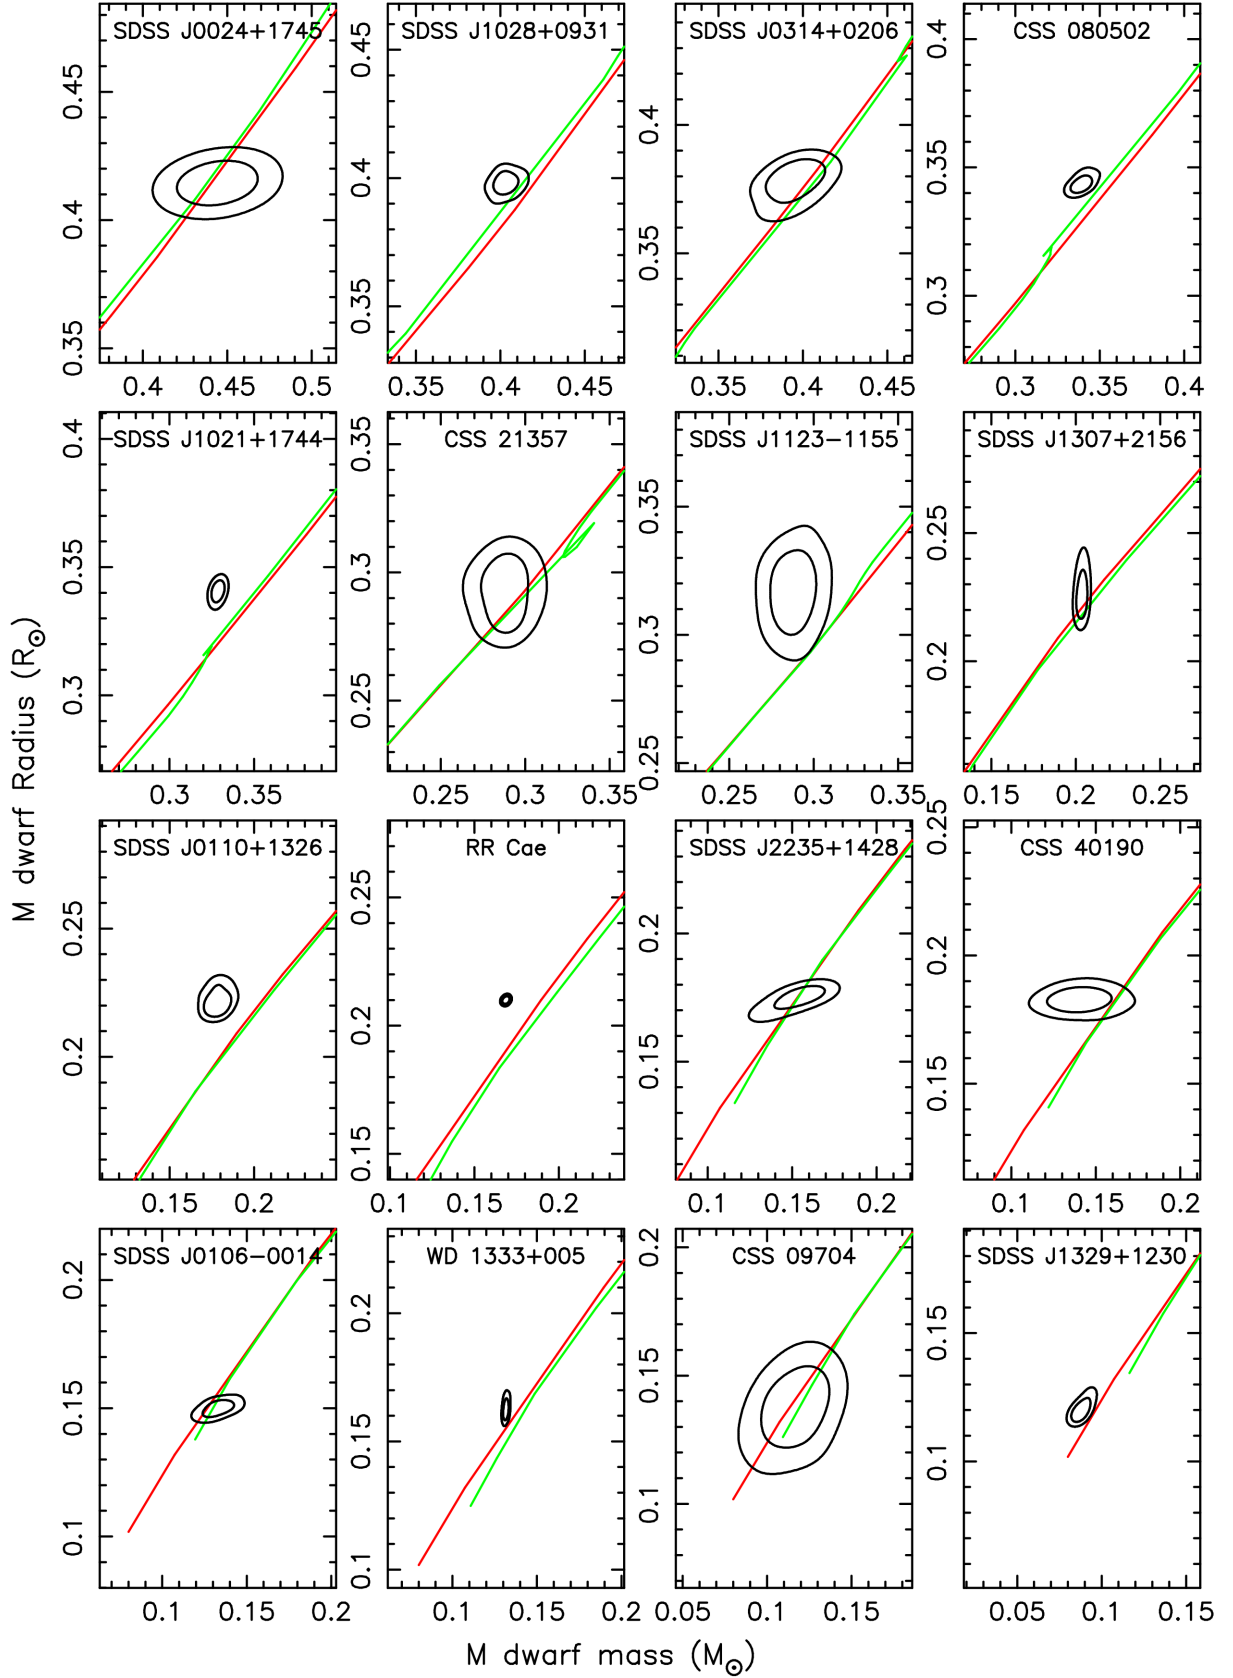 SDSS J0024+1745
SDSS J1028+0931
SDSS J0314+0206
CSS 080502
0.35 0.4 0.45
0.35 0.4 0.45
0.35 0.4
0.3 0.35 0.4
0.4 0.45 0.5
0.35 0.4 0.45
0.35 0.4 0.45
0.3 0.35 0.4
SDSS J1021+1744
CSS 21357
SDSS J1123−1155
SDSS J1307+2156
0.3 0.35 0.4
0.25 0.3 0.35
0.25 0.3 0.35
0.2 0.25
0.3 0.35
0.25 0.3 0.35
0.25 0.3 0.35
0.15 0.2 0.25
M dwarf Radius (R☉)
SDSS J0110+1326
RR Cae
SDSS J2235+1428
CSS 40190
0.2 0.25
0.15 0.2 0.25
0.15 0.2
0.15 0.2 0.25
0.15 0.2
0.1 0.15 0.2
0.1 0.15 0.2
0.1 0.15 0.2
SDSS J0106−0014
WD 1333+005
CSS 09704
SDSS J1329+1230
0.1 0.15 0.2
0.1 0.15 0.2
0.1 0.15 0.2
0.1 0.15
0.1 0.15 0.2
0.1 0.15 0.2
0.05 0.1 0.15
0.05 0.1 0.15
M dwarf mass (M☉)